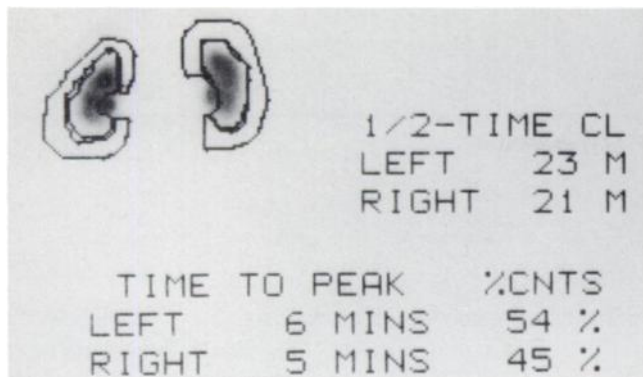 1/2-TIME CL
LEFT 23 M
RIGHT 21 M
TIME TO PEAK %CNTS
LEFT 6 MINS 54 %
RIGHT 5 MINS 45 %